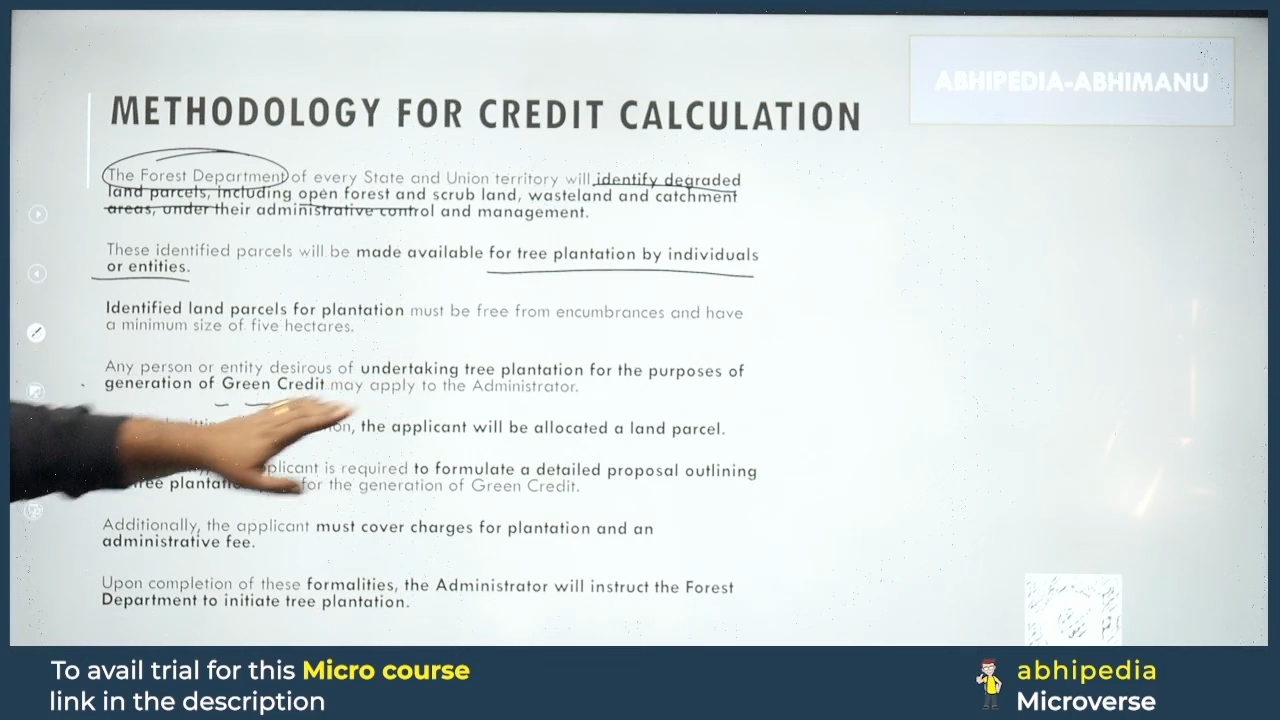 ABHIPEDIA-ABHIMANU
METHODOLOGY FOR CREDIT CALCULATION
The Forest Department of every State and Union territory will identify degraded
land parcels, including open forest and scrub land, wasteland and catchment
areas, under their administrative control and management.
These identified parcels will be made available for tree plantation by individuals
or entities.
Identified land parcels for plantation must be free from encumbrances and have
a minimum size of five hectares.
Any person or entity desirous of undertaking tree plantation for the purposes of
generation of Green Credit may apply to the Administrator.
the applicant will be allocated a land parcel.
is required to formulate a detailed proposal outlining
for the generation of Green Credit.
Additionally, the applicant must cover charges for plantation and an
administrative fee.
Upon completion of these formalities, the Administrator will instruct the Forest
Department to initiate tree plantation.
To avail trial for this Micro course
link in the description
abhipedia
Microverse